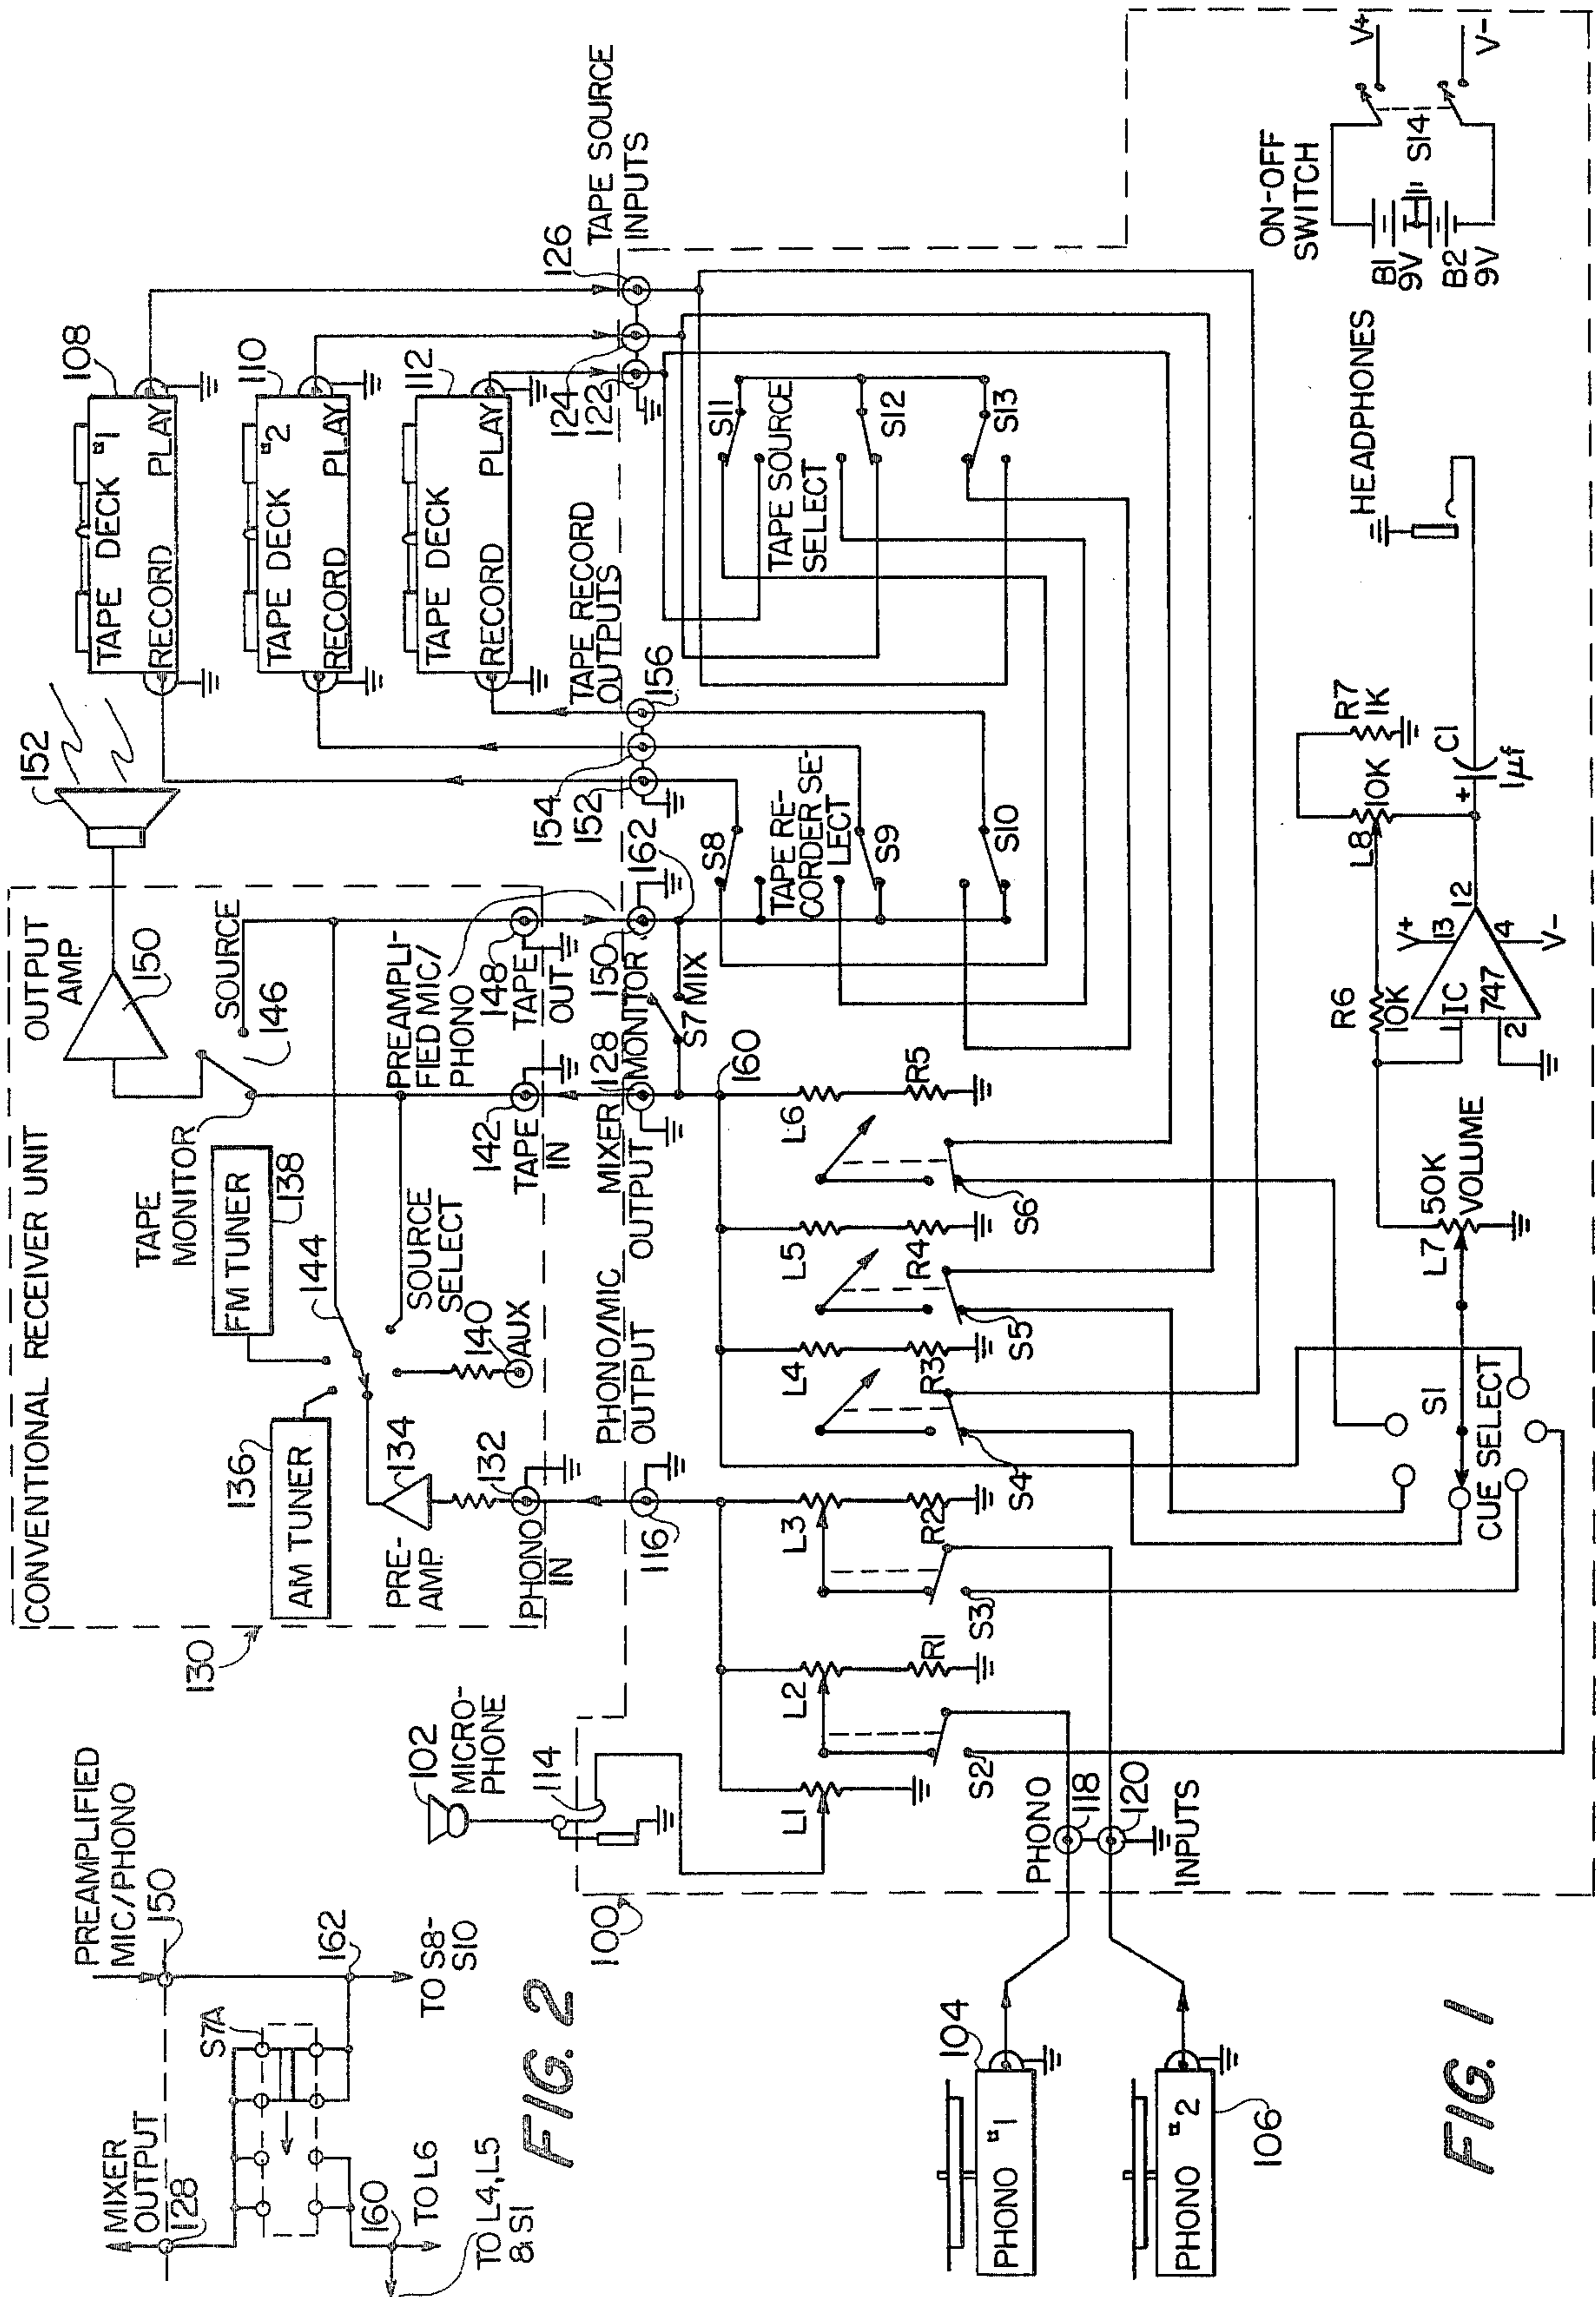 CONVENTIONAL RECEIVER UNIT
OUTPUT
AMP.
150
152
SOURCE
146
TAPE
MONITOR
FM TUNER
138
144
136
AM TUNER
PRE-
AMP.
134
132
PHONO
IN
SOURCE
SELECT
140
AUX
142
TAPE
IN
148
TAPE
OUT
PREAMPLI-
FIED MIC/
PHONO
130
TAPE DECK "1
RECORD PLAY
108
TAPE DECK "2
RECORD PLAY
110
TAPE DECK
RECORD PLAY
112
TAPE RECORD
OUTPUTS
TAPE SOURCE
INPUTS
126
124
122
156
154
152
162
150
MONITOR
128
MIXER
OUTPUT
PHONO/MIC
OUTPUT
116
102
MICRO-
PHONE
114
100
S7
MIX
160
S8
TAPE RE-
CORDER SE-
LECT
S9
S10
S11
TAPE SOURCE
SELECT
S12
S13
L1
L2
R1
S2
L3
R2
S3
L4
R3
S4
L5
R4
S5
L6
R5
S6
PHONO
118
120
INPUTS
104
PHONO "1
PHONO "2
106
S1
CUE SELECT
L7
50K
VOLUME
R6
10K
1
IC
747
2
V+
13
12
4
V-
L8
10K
R7
1K
+
C1
1μf
HEADPHONES
ON-OFF
SWITCH
B1
9V
B2
9V
S14
V+
V-
FIG. 1
PREAMPLIFIED
MIC/PHONO
150
MIXER
OUTPUT
128
S7A
162
TO S8-
S10
160
TO L6
TO L4, L5
& S1
FIG. 2